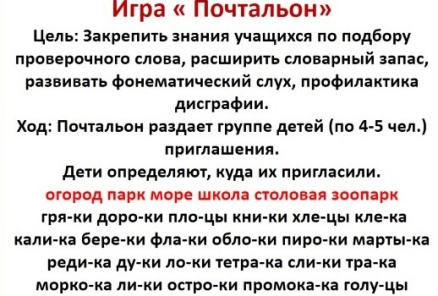 Игра « Почтальон»
Цель: Закрепить знания учащихся по подбору
проверочного слова, расширить словарный запас,
развивать фонематический слух, профилактика
дисграфии.
Ход: Почтальон раздает группе детей (по 4-5 чел.)
приглашения.
Дети определяют, куда их пригласили.
огород парк море школа столовая зоопарк
гря-ки доро-ки пло-цы кни-ки хле-цы кле-ка
кали-ка бере-ки фла-ки обло-ки пиро-ки марты-ка
реди-ка ду-ки ло-ки тетра-ка сли-ки тра-ка
морко-ка ли-ки остро-ки промока-ка голу-цы